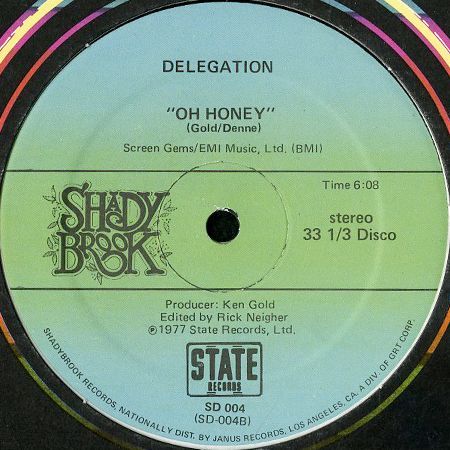 DELEGATION
"OH HONEY"
(Gold/Denne)
Screen Gems/EMI Music, Ltd. (BMI)
Time 6:08
SHADY
BROOK
stereo
33 1/3 Disco
Producer: Ken Gold
Edited by Rick Neigher
℗1977 State Records, Ltd.
STATE
RECORDS
SD 004
(SD-004B)
SHADYBROOK RECORDS, NATIONALLY DIST. BY JANUS RECORDS, LOS ANGELES, CA. A DIV. OF GRT CORP.